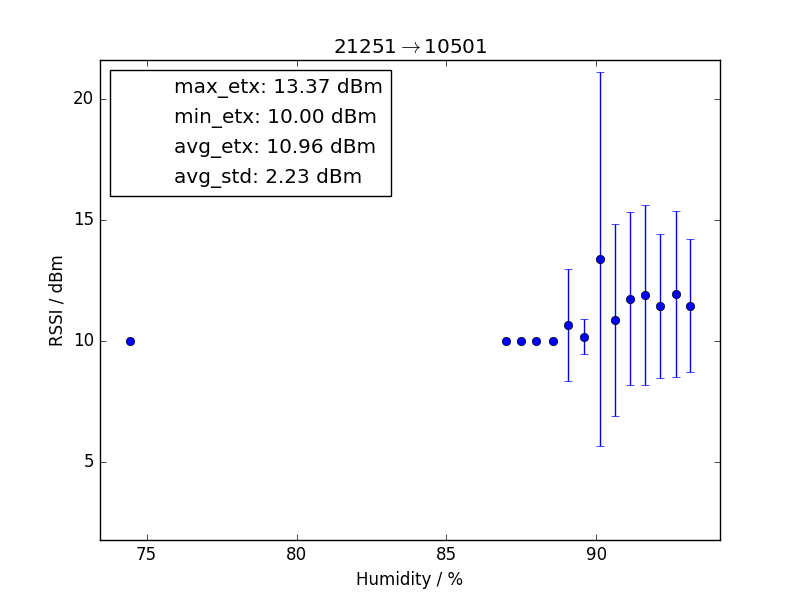 21251→10501
max_etx: 13.37 dBm
min_etx: 10.00 dBm
avg_etx: 10.96 dBm
avg_std: 2.23 dBm
20
15
10
5
RSSI / dBm
75 80 85 90
Humidity / %